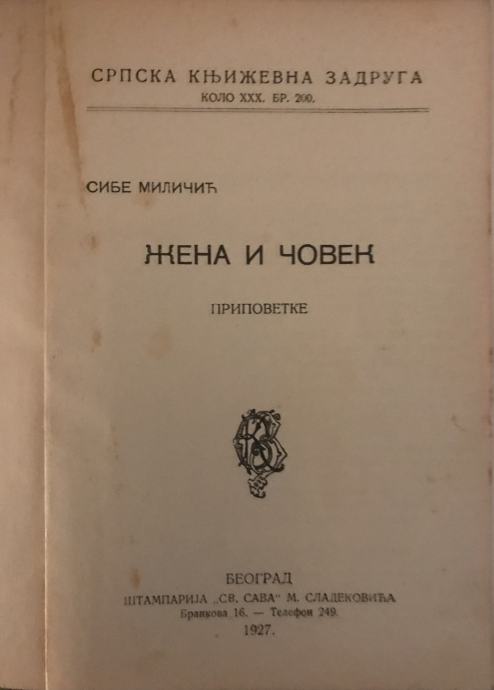 СРПСКА КЊИЖЕВНА ЗАДРУГА
КОЛО XXX. БР. 200.
СИБЕ МИЛИЧИЋ
ЖЕНА И ЧОВЕК
ПРИПОВЕТКЕ
БЕОГРАД
ШТАМПАРИЈА „СВ. САВА" М. СЛАДЕКОВИЋА
Бранкова 16. — Телефон 249.
1927.